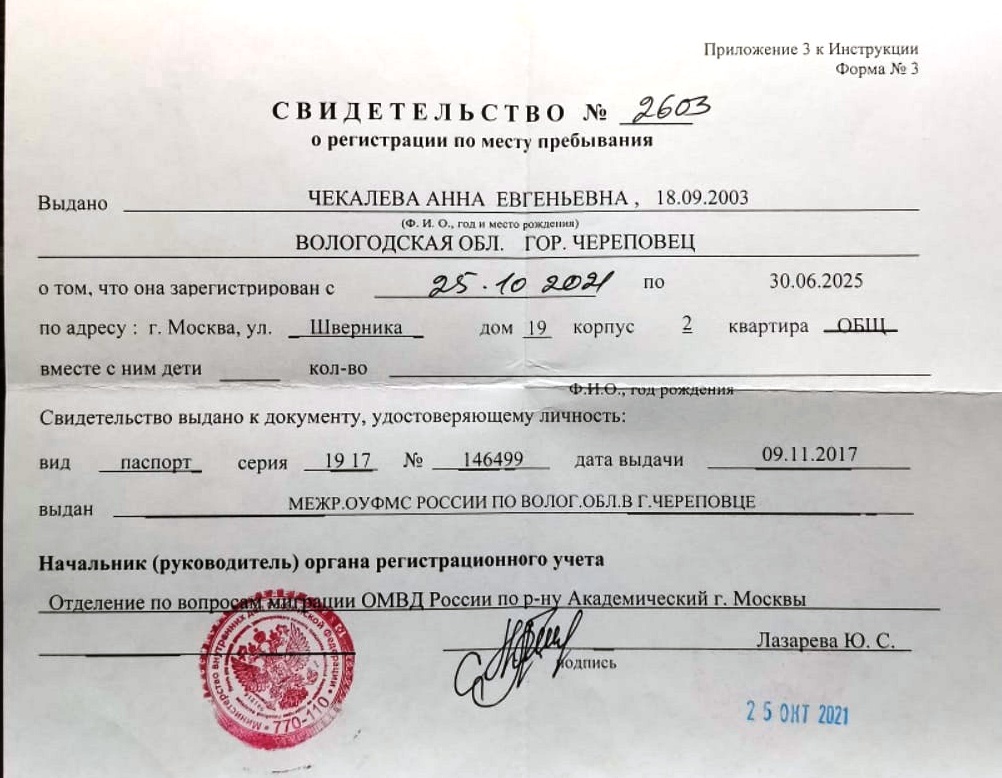 Приложение 3 к Инструкции
Форма № 3
СВИДЕТЕЛЬСТВО № 2603
о регистрации по месту пребывания
Выдано ЧЕКАЛЕВА АННА ЕВГЕНЬЕВНА , 18.09.2003
(Ф. И. О., год и место рождения)
ВОЛОГОДСКАЯ ОБЛ. ГОР. ЧЕРЕПОВЕЦ
о том, что она зарегистрирован с 25.10 2021 по 30.06.2025
по адресу : г. Москва, ул. Шверника дом 19 корпус 2 квартира ОБЩ
вместе с ним дети кол-во
Ф.И.О., год рождения
Свидетельство выдано к документу, удостоверяющему личность:
вид паспорт серия 19 17 № 146499 дата выдачи 09.11.2017
выдан МЕЖР.ОУФМС РОССИИ ПО ВОЛОГ.ОБЛ.В Г.ЧЕРЕПОВЦЕ
Начальник (руководитель) органа регистрационного учета
Отделение по вопросам миграции ОМВД России по р-ну Академический г. Москвы
Лазарева Ю. С.
подпись
Министерство внутренних дел Российской Федерации
770-110
25 ОКТ 2021